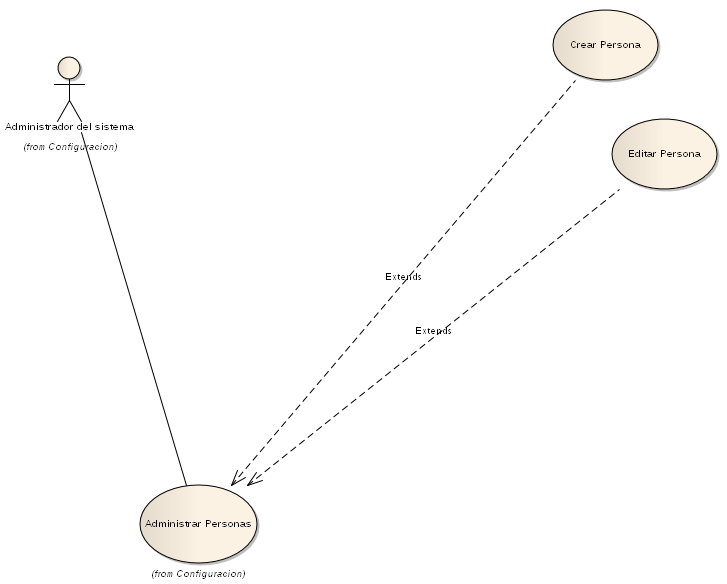 Crear Persona
Administrador del sistema
(from Configuracion)
Editar Persona
Extends
Extends
Administrar Personas
(from Configuracion)